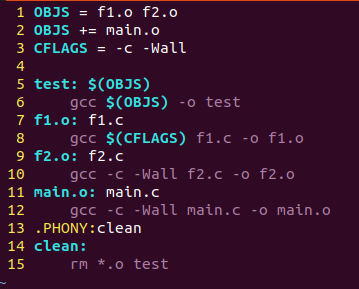 1 OBJS = f1.o f2.o
2 OBJS += main.o
3 CFLAGS = -c -Wall
4
5 test: $(OBJS)
6     gcc $(OBJS) -o test
7 f1.o: f1.c
8     gcc $(CFLAGS) f1.c -o f1.o
9 f2.o: f2.c
10     gcc -c -Wall f2.c -o f2.o
11 main.o: main.c
12     gcc -c -Wall main.c -o main.o
13 .PHONY:clean
14 clean:
15     rm *.o test
~